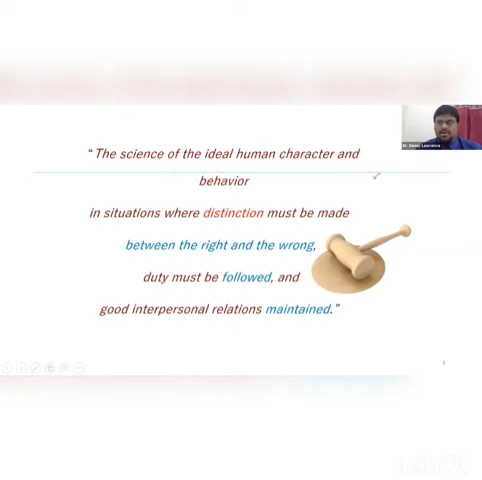 “The science of the ideal human character and
behavior
in situations where distinction must be made
between the right and the wrong,
duty must be followed, and
good interpersonal relations maintained.”